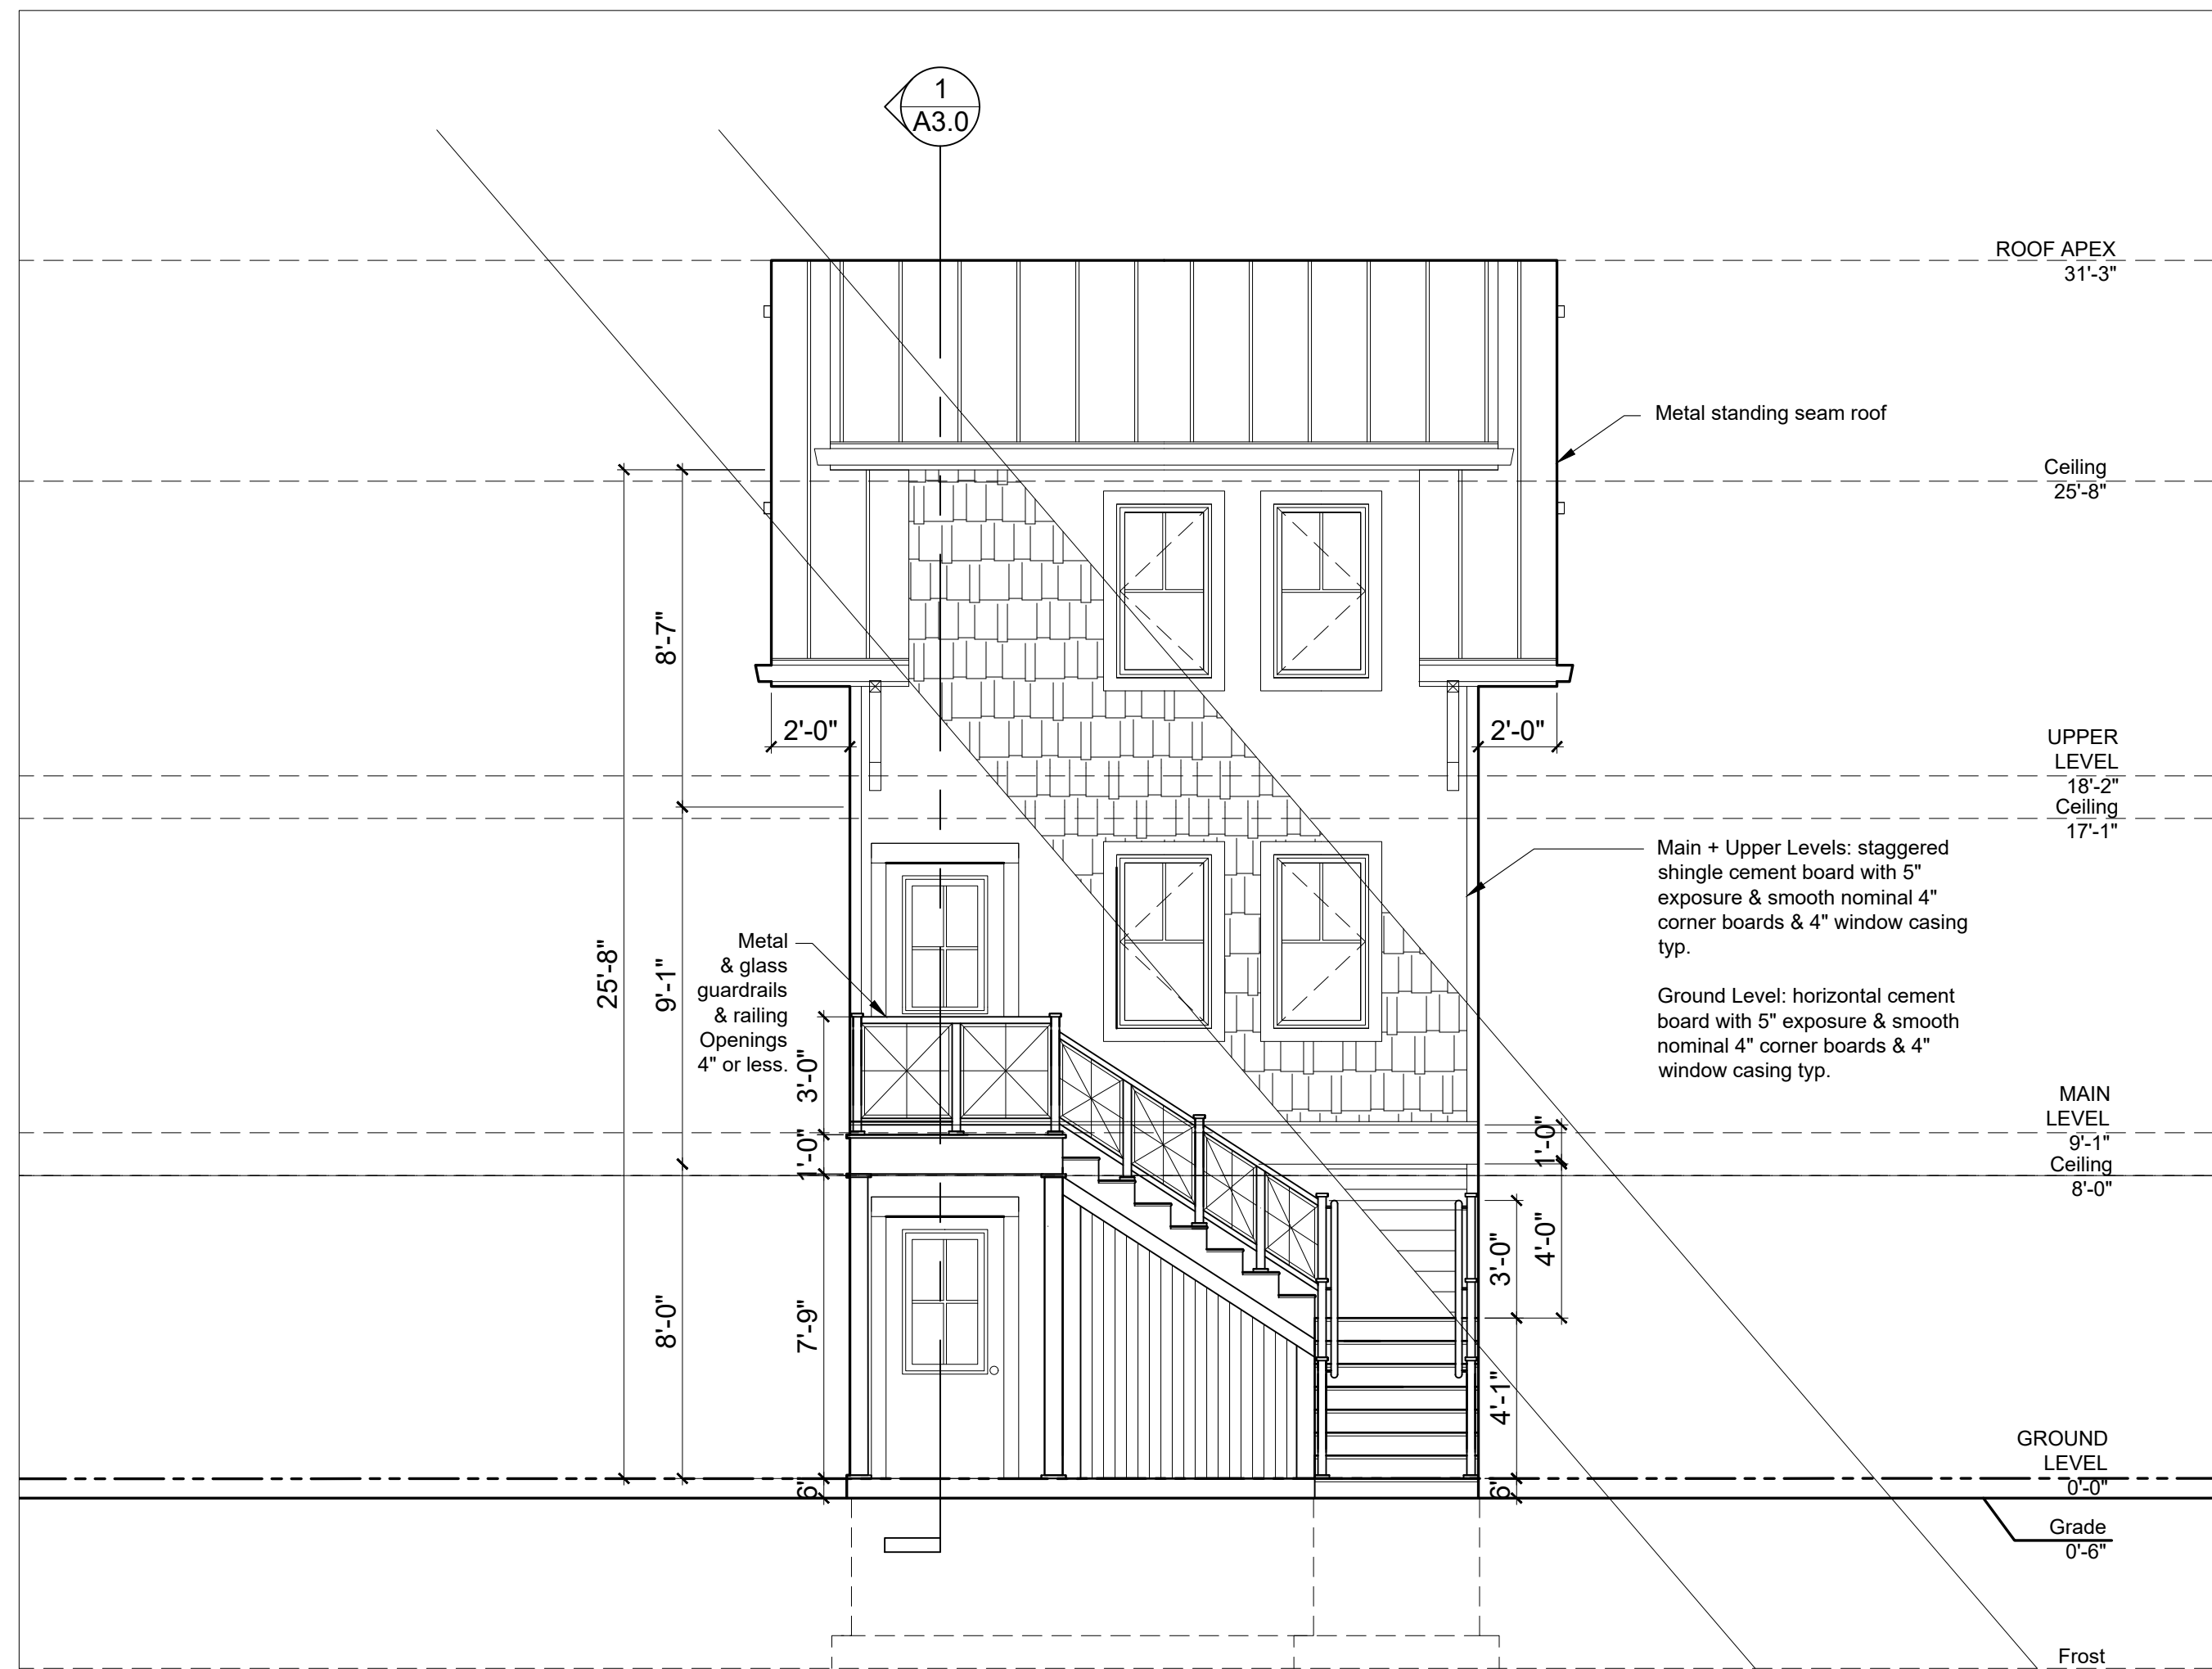 1
A3.0
ROOF APEX
31'-3"
Metal standing seam roof
Ceiling
25'-8"
8'-7"
2'-0"
2'-0"
UPPER
LEVEL
18'-2"
Ceiling
17'-1"
Main + Upper Levels: staggered
shingle cement board with 5"
exposure & smooth nominal 4"
corner boards & 4" window casing
typ.
Ground Level: horizontal cement
board with 5" exposure & smooth
nominal 4" corner boards & 4"
window casing typ.
25'-8"
9'-1"
Metal
& glass
guardrails
& railing
Openings
4" or less.
3'-0"
1'-0"
1'-0"
MAIN
LEVEL
9'-1"
Ceiling
8'-0"
8'-0"
7'-9"
3'-0"
4'-0"
4'-1"
6"
6"
GROUND
LEVEL
0'-0"
Grade
0'-6"
Frost